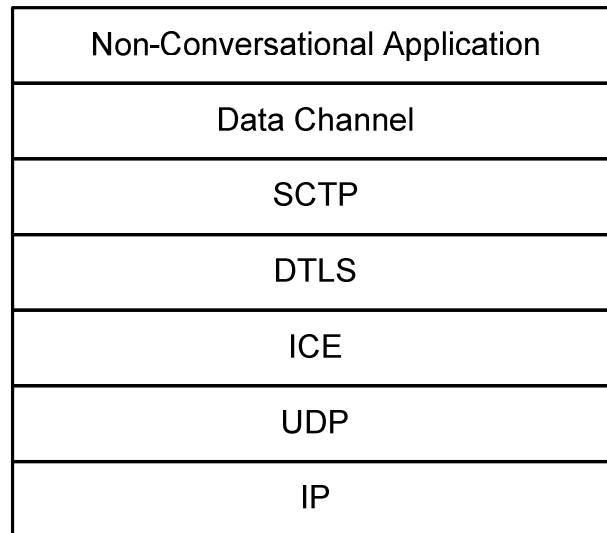 Non-Conversational Application
Data Channel
SCTP
DTLS
ICE
UDP
IP